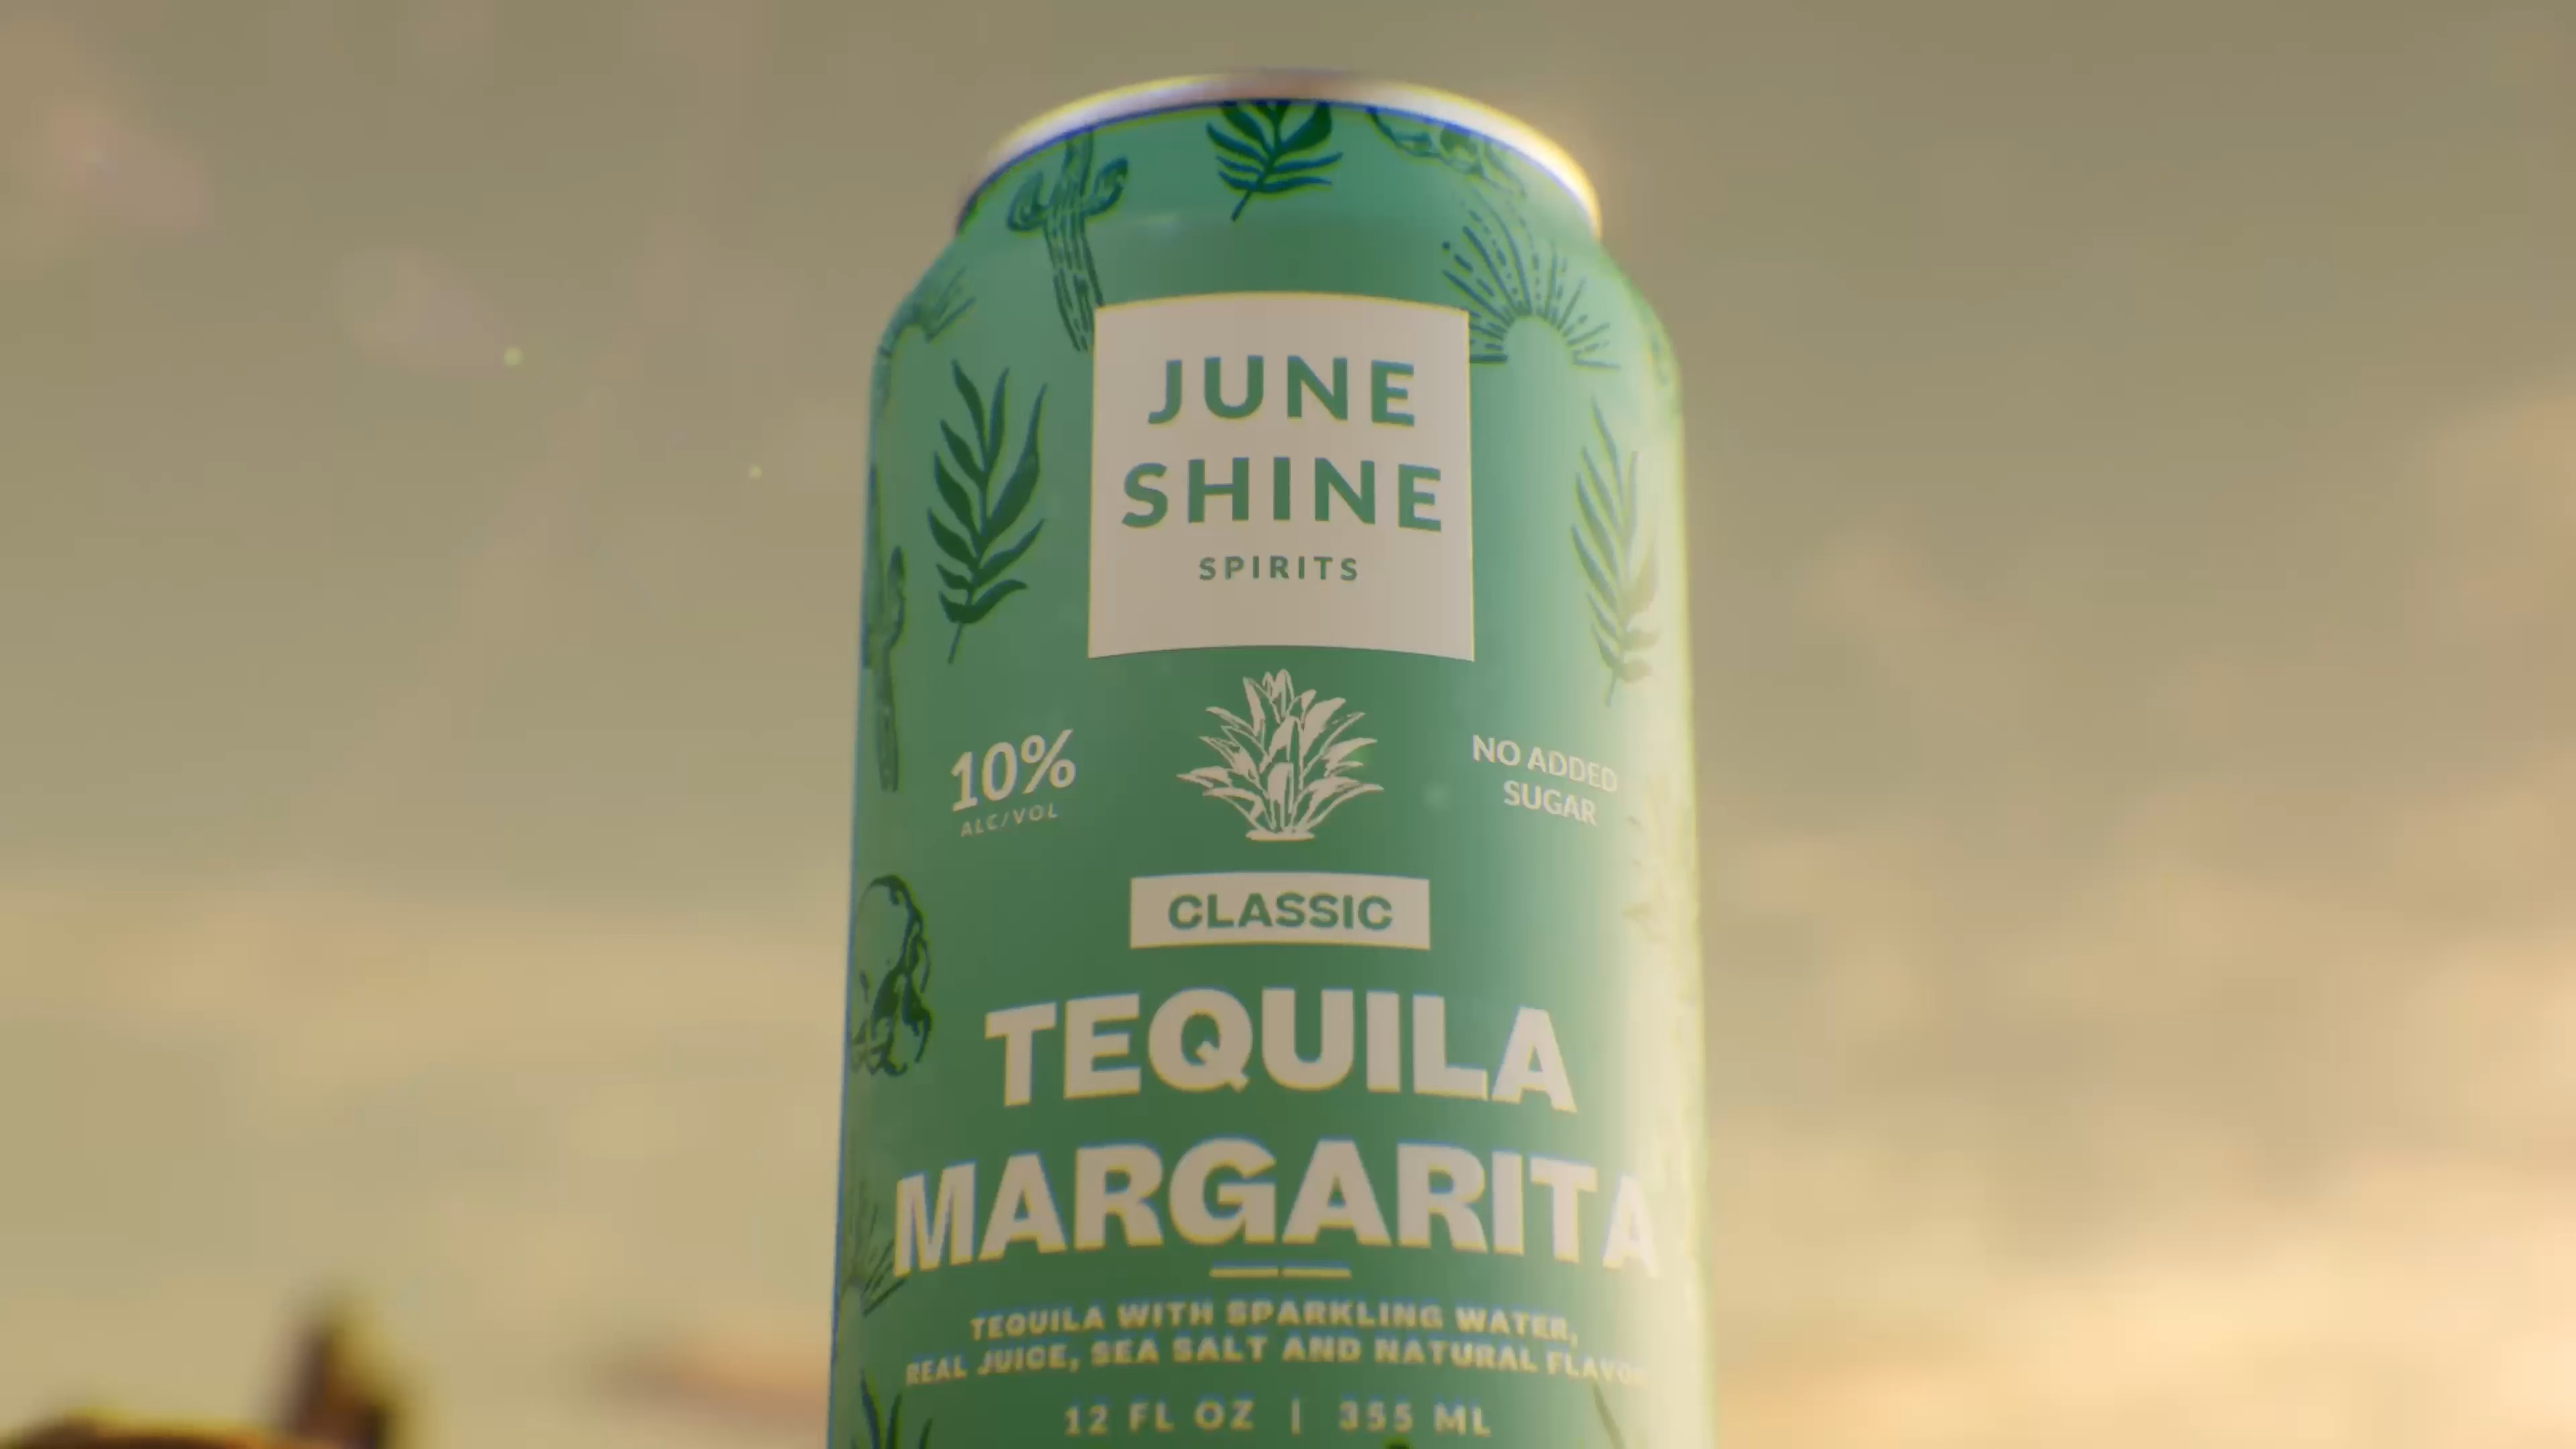 JUNE
SHINE
SPIRITS
10%
ALC/VOL
NO ADDED
SUGAR
CLASSIC
TEQUILA
MARGARITA
TEQUILA WITH SPARKLING WATER,
REAL JUICE, SEA SALT AND NATURAL FLAVOR
12 FL OZ | 355 ML